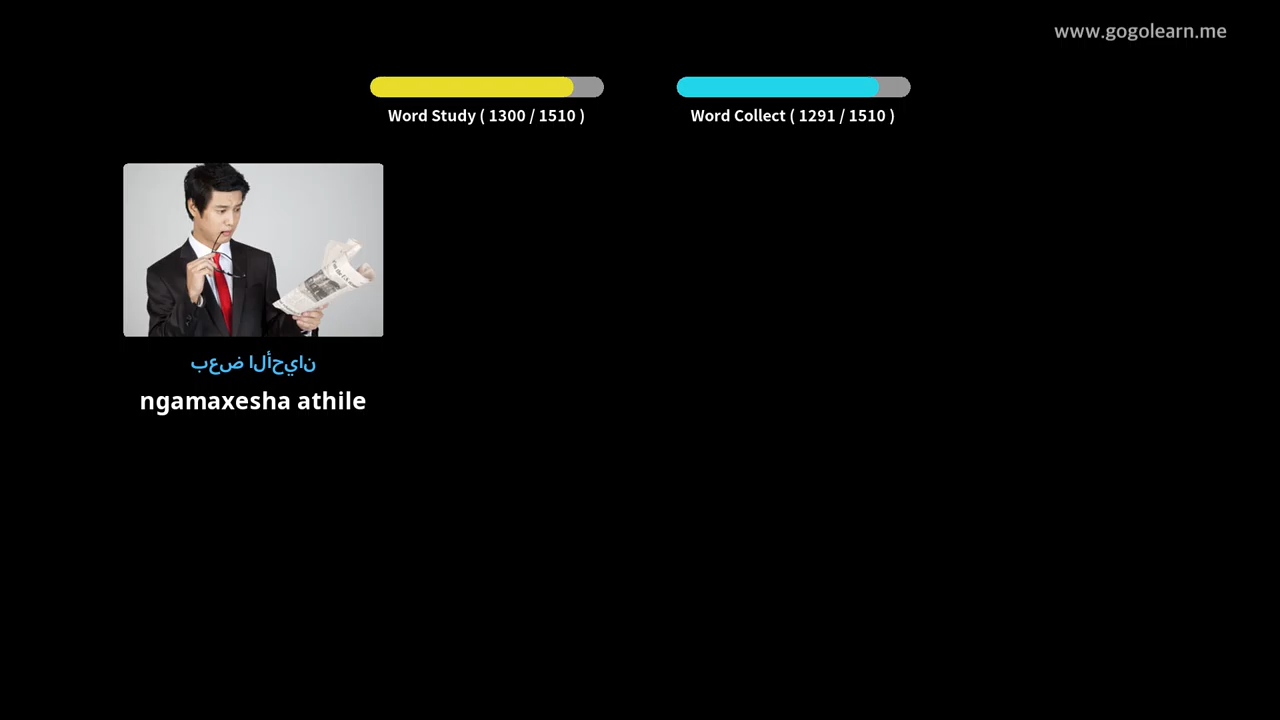 www.gogolearn.me
Word Study ( 1300 / 1510 )
Word Collect ( 1291 / 1510 )
بعض الأحيان
ngamaxesha athile